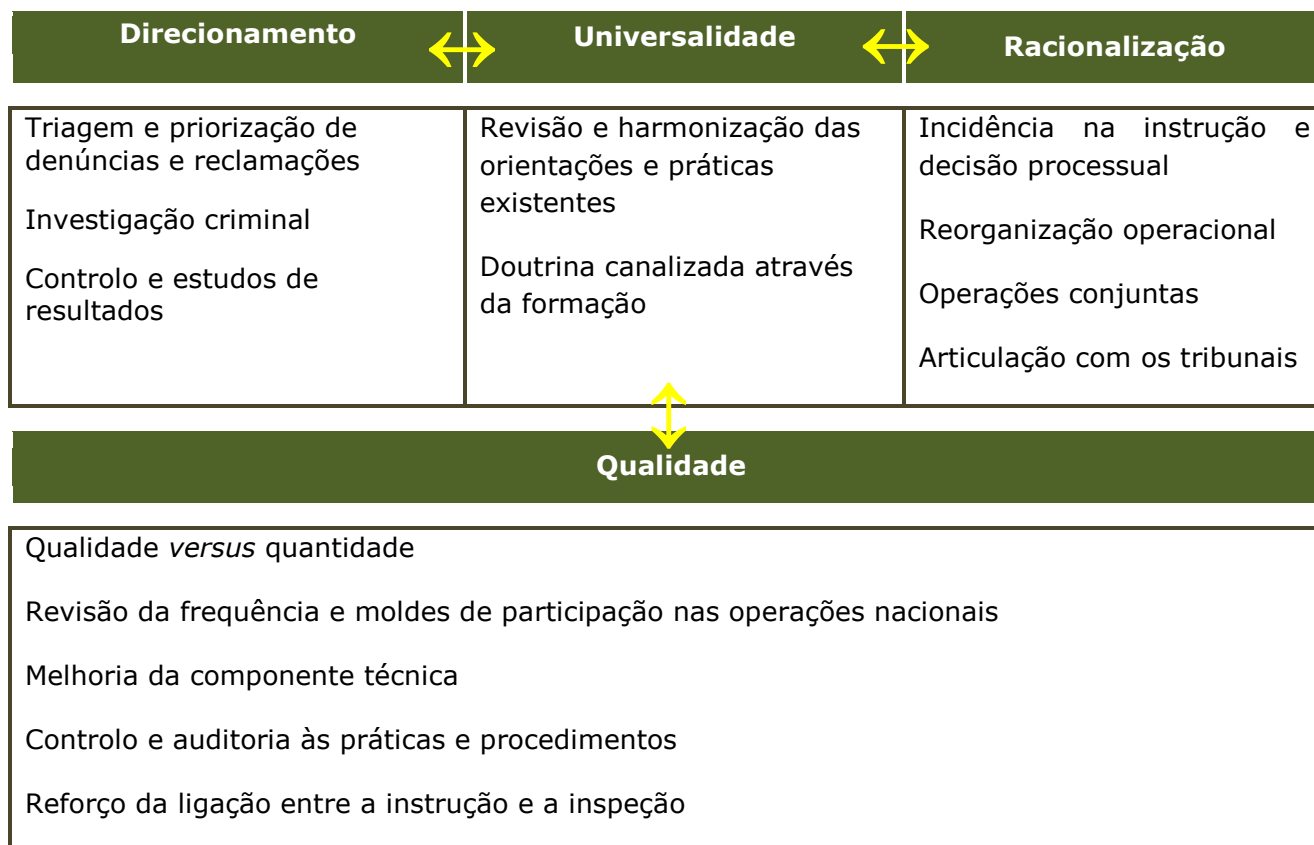 Direcionamento
Universalidade
Racionalização
Triagem e priorização de
denúncias e reclamações
Investigação criminal
Controlo e estudos de
resultados
Revisão e harmonização das
orientações e práticas
existentes
Doutrina canalizada através
da formação
Incidência na instrução e
decisão processual
Reorganização operacional
Operações conjuntas
Articulação com os tribunais
Qualidade
Qualidade versus quantidade
Revisão da frequência e moldes de participação nas operações nacionais
Melhoria da componente técnica
Controlo e auditoria às práticas e procedimentos
Reforço da ligação entre a instrução e a inspeção